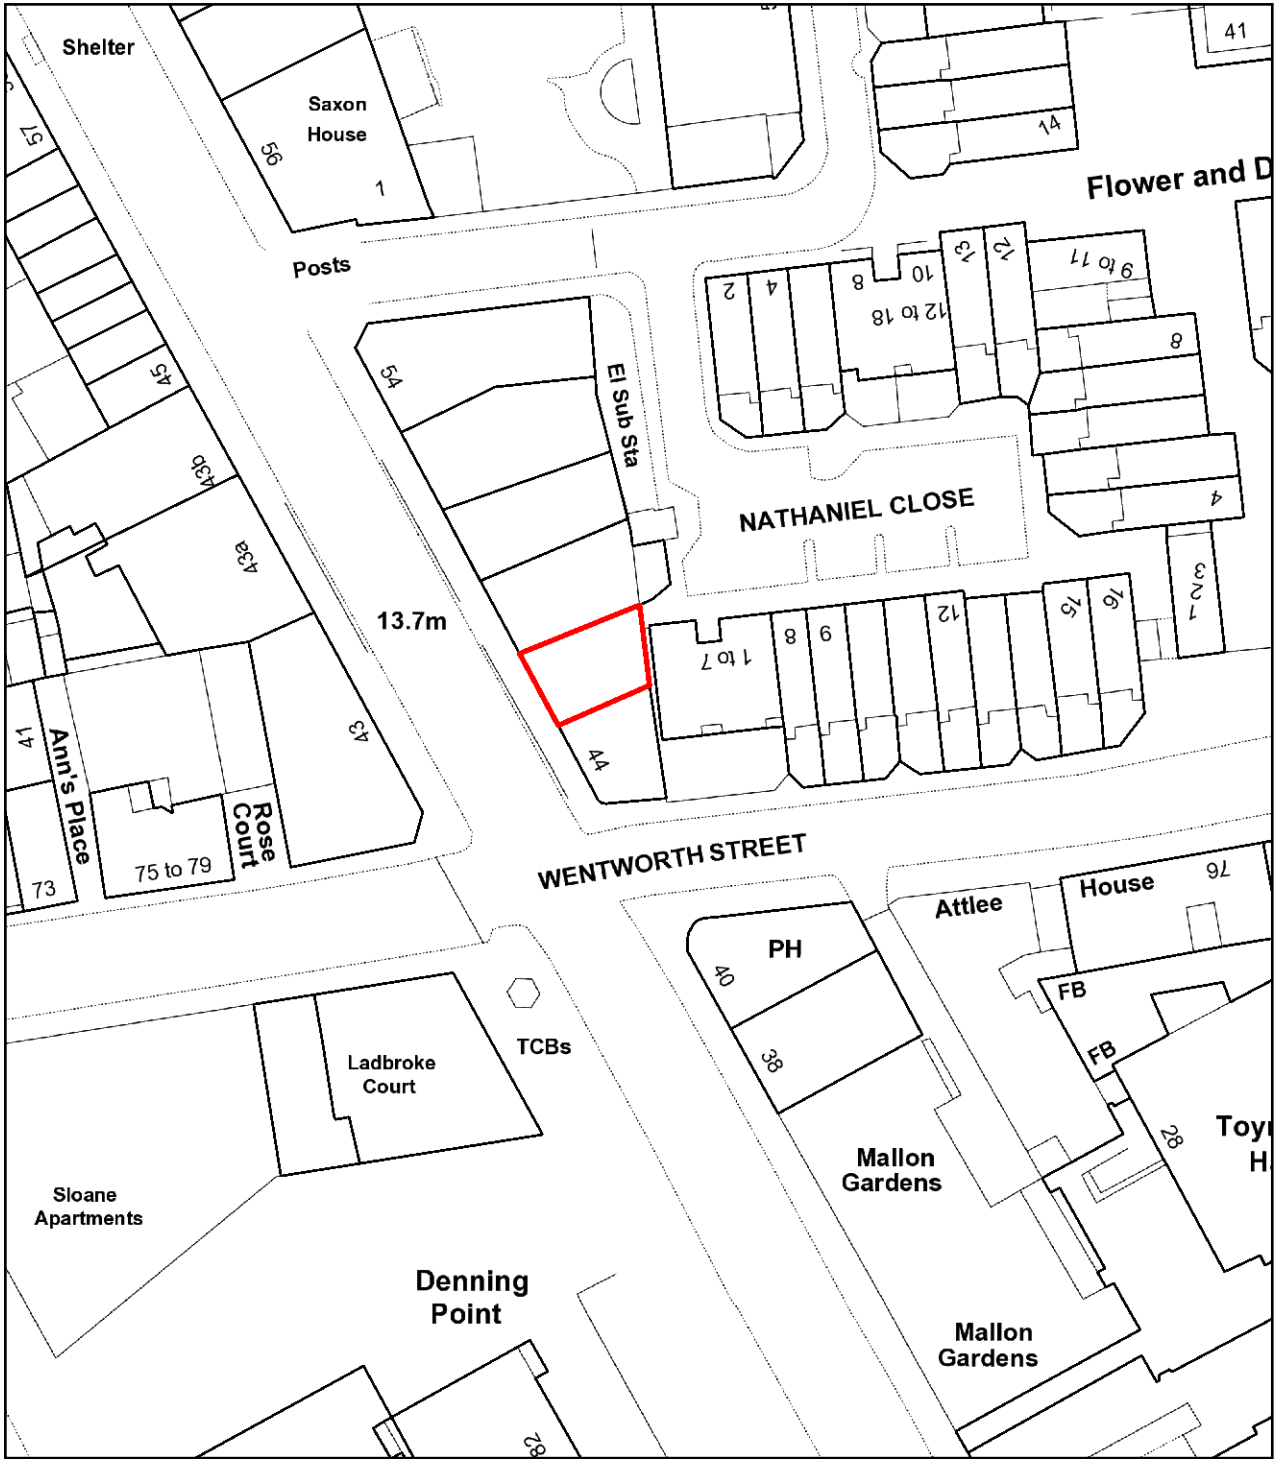 Shelter
57
Saxon
House
56
1
41
14
Flower and D
Posts
2
4
8
10
12 to 18
13
12
9 to 11
8
54
El Sub Sta
45
43b
43a
NATHANIEL CLOSE
4
3
2
1
13.7m
1 to 7
8
9
12
15
16
44
43
41
Ann's Place
Rose
Court
75 to 79
73
WENTWORTH STREET
76
House
Attlee
PH
40
38
FB
FB
28
Toy
H
TCBs
Ladbroke
Court
Mallon
Gardens
Sloane
Apartments
Denning
Point
Mallon
Gardens
82